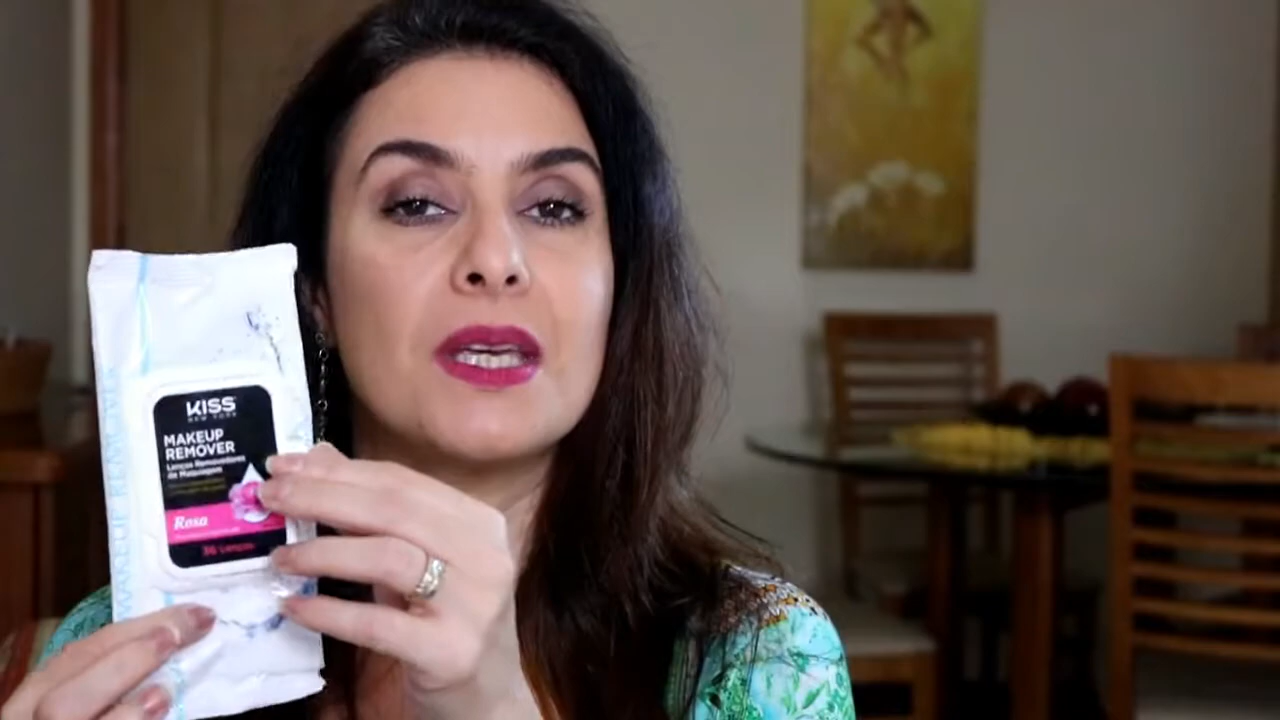 KISS
NEW YORK
MAKEUP
REMOVER
Lenços Removedores
de Maquiagem
Rosa
36 Lenços